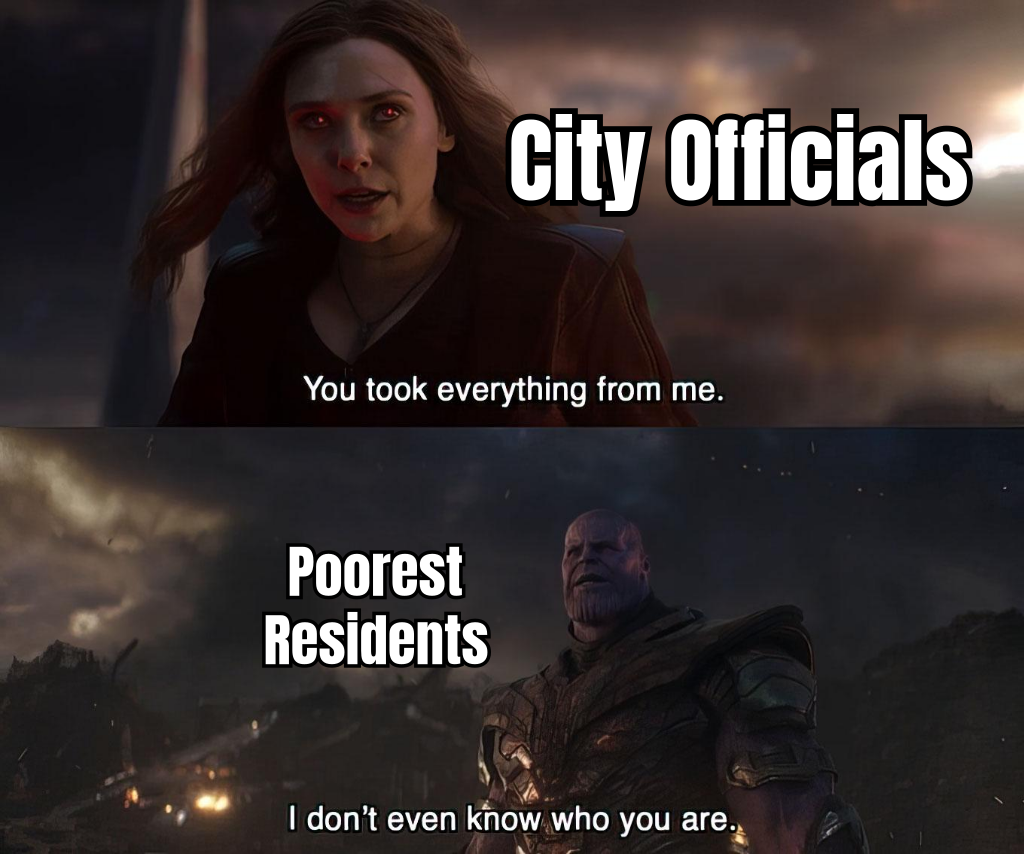 City Officials
You took everything from me.
Poorest
Residents
I don't even know who you are.